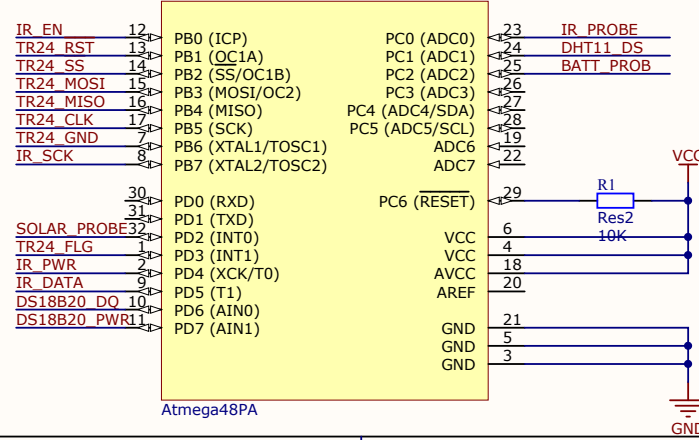 IR_EN 12 PB0 (ICP) PC0 (ADC0) 23 IR_PROBE
TR24_RST 13 PB1 (OC1A) PC1 (ADC1) 24 DHT11_DS
TR24_SS 14 PB2 (SS/OC1B) PC2 (ADC2) 25 BATT_PROB
TR24_MOSI 15 PB3 (MOSI/OC2) PC3 (ADC3) 26
TR24_MISO 16 PB4 (MISO) PC4 (ADC4/SDA) 27
TR24_CLK 17 PB5 (SCK) PC5 (ADC5/SCL) 28
TR24_GND 7 PB6 (XTAL1/TOSC1) ADC6 19
IR_SCK 8 PB7 (XTAL2/TOSC2) ADC7 22
VCC
30 PD0 (RXD) PC6 (RESET) 29 R1
31 PD1 (TXD) Res2
SOLAR_PROBE 32 PD2 (INT0) VCC 6 10K
TR24_FLG 1 PD3 (INT1) VCC 4
IR_PWR 2 PD4 (XCK/T0) AVCC 18
IR_DATA 9 PD5 (T1) AREF 20
DS18B20_DQ 10 PD6 (AIN0)
DS18B20_PWR 11 PD7 (AIN1) GND 21
GND 5
GND 3
Atmega48PA
GND